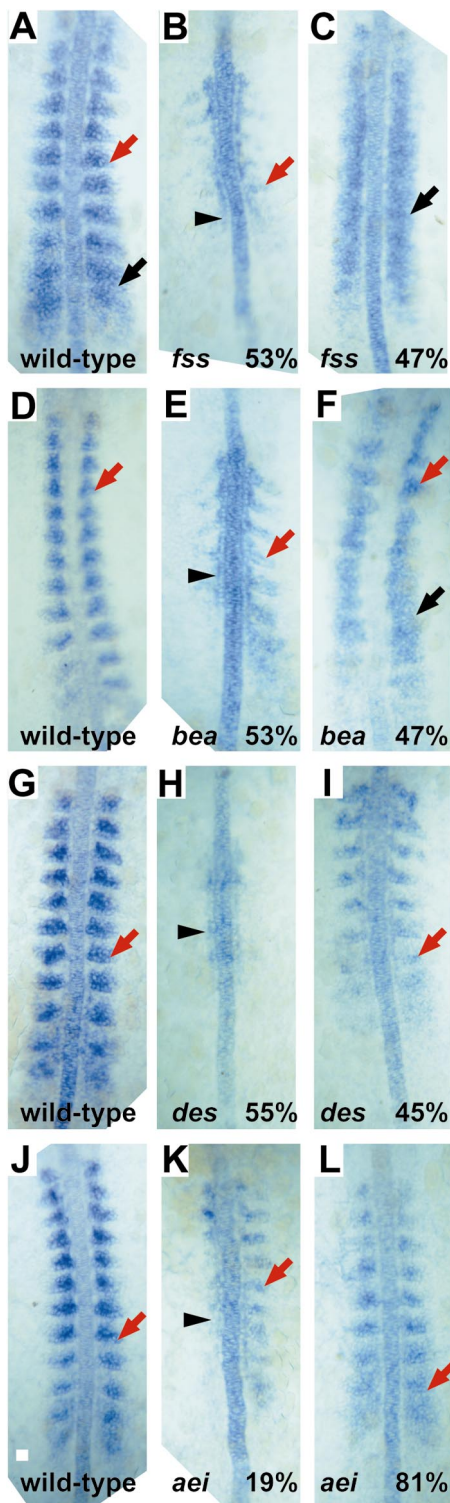 A B C
wild-type fss 53% fss 47%
D E F
wild-type bea 53% bea 47%
G H I
wild-type des 55% des 45%
J K L
wild-type aei 19% aei 81%